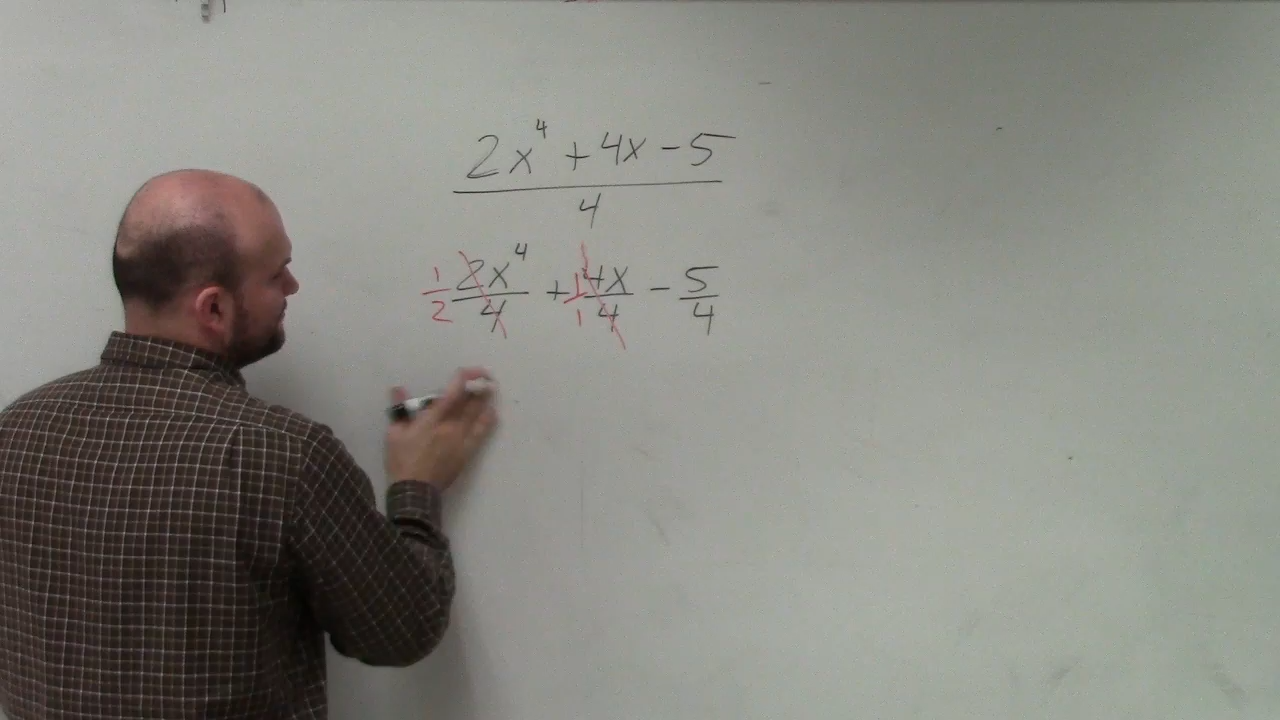 2x⁴ + 4x - 5
4
1 2x⁴ + 1 4x - 5
2 4 1 4 4